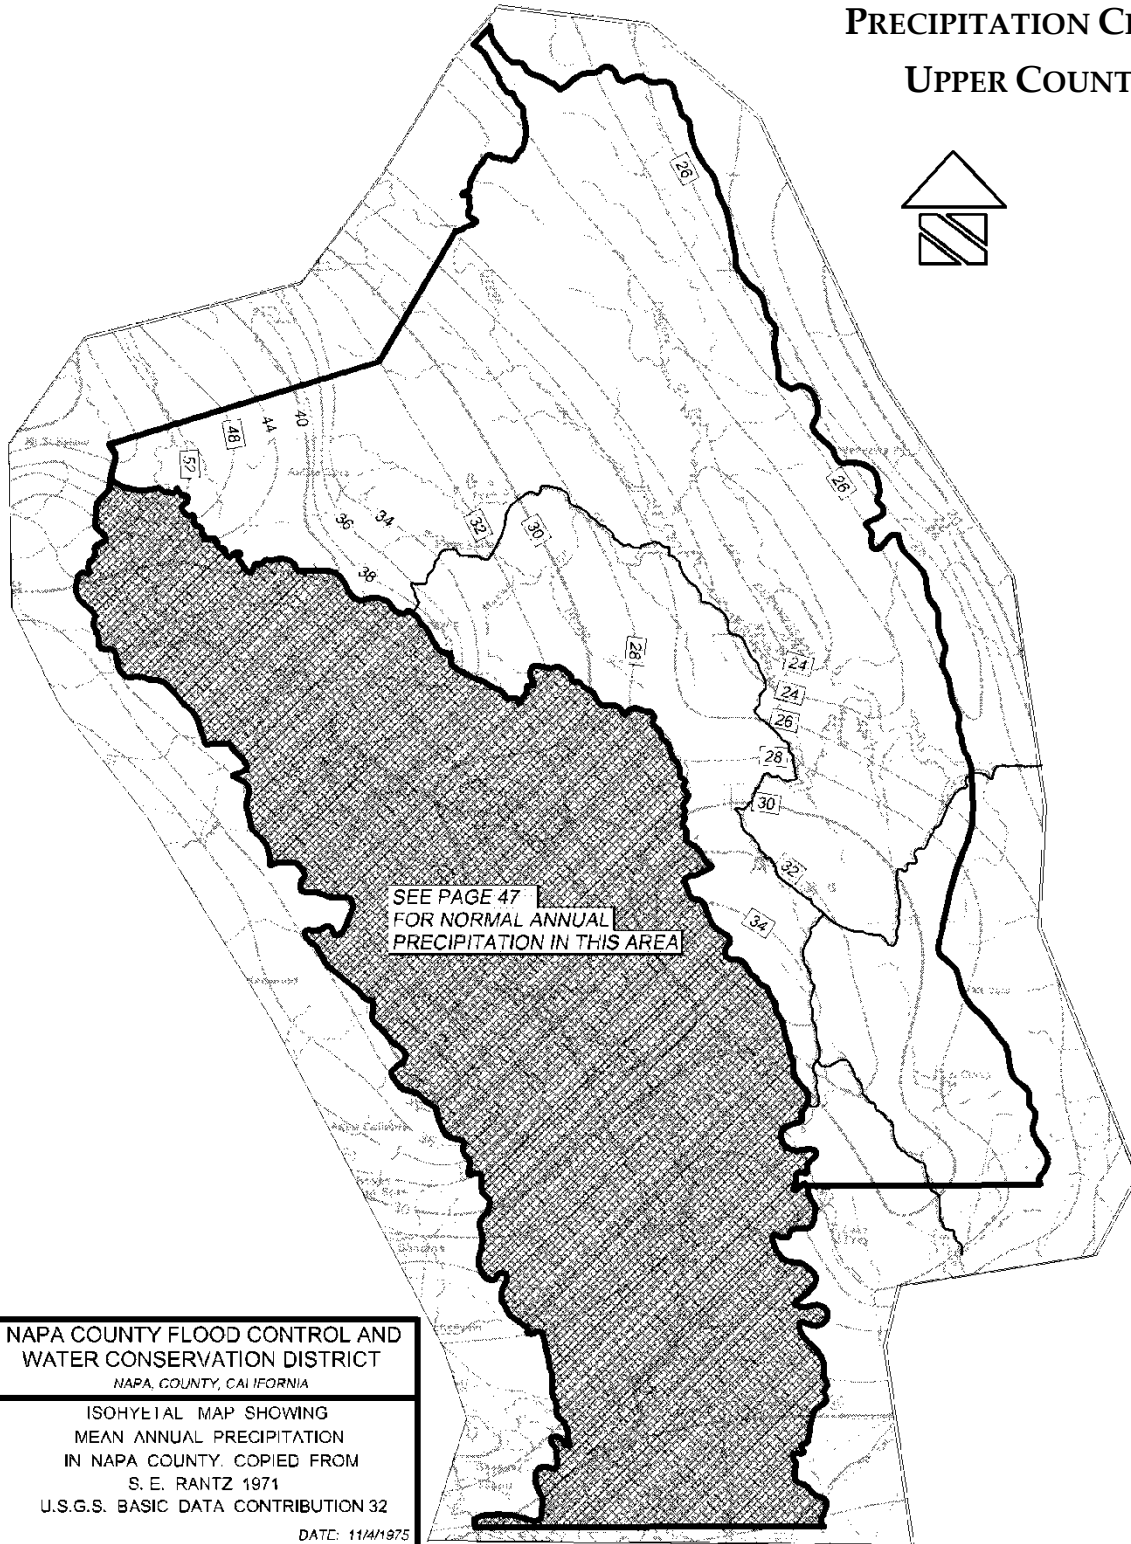 PRECIPITATION
UPPER
26
40
44
48
52
26
34
36
32
30
38
28
24
24
26
28
30
32
34
SEE PAGE 47
FOR NORMAL ANNUAL
PRECIPITATION IN THIS AREA
NAPA COUNTY FLOOD CONTROL AND
WATER CONSERVATION DISTRICT
NAPA, COUNTY, CALIFORNIA
ISOHYETAL MAP SHOWING
MEAN ANNUAL PRECIPITATION
IN NAPA COUNTY. COPIED FROM
S. E. RANTZ 1971
U.S.G.S. BASIC DATA CONTRIBUTION 32
DATE: 11/4/1975